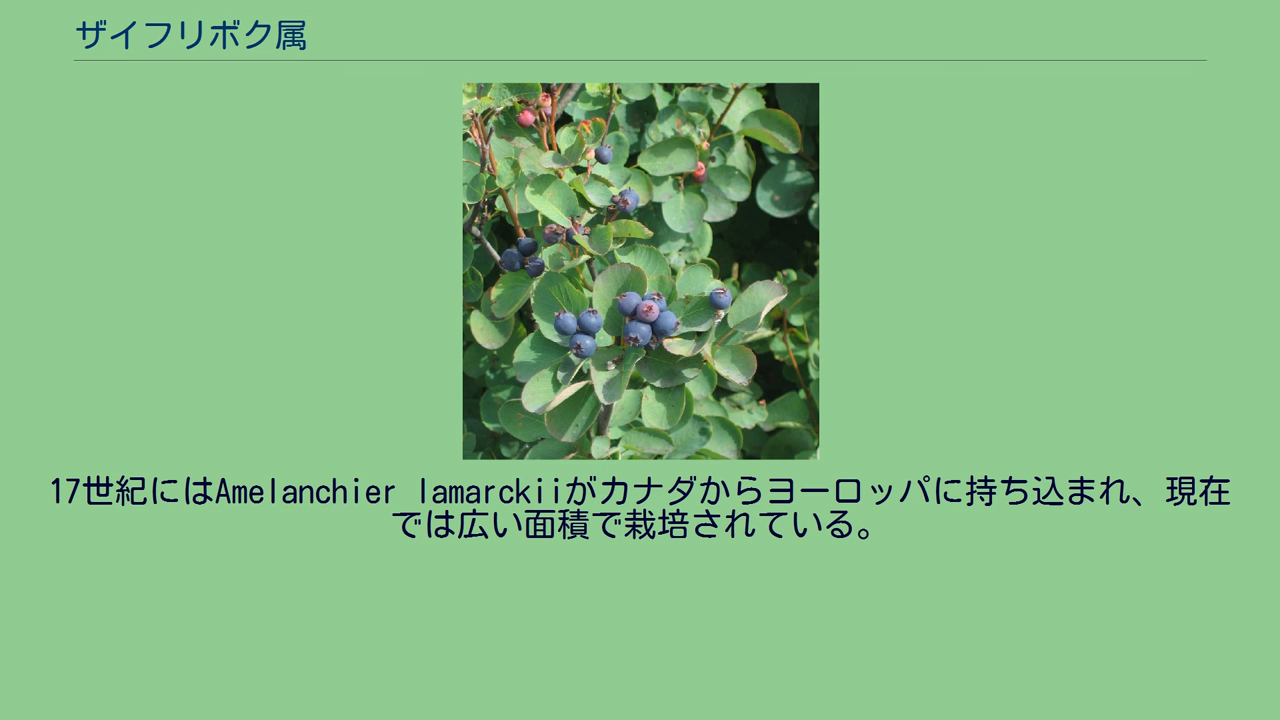 ザイフリボク属
17世紀にはAmelanchier lamarckiiがカナダからヨーロッパに持ち込まれ、現在
では広い面積で栽培されている。